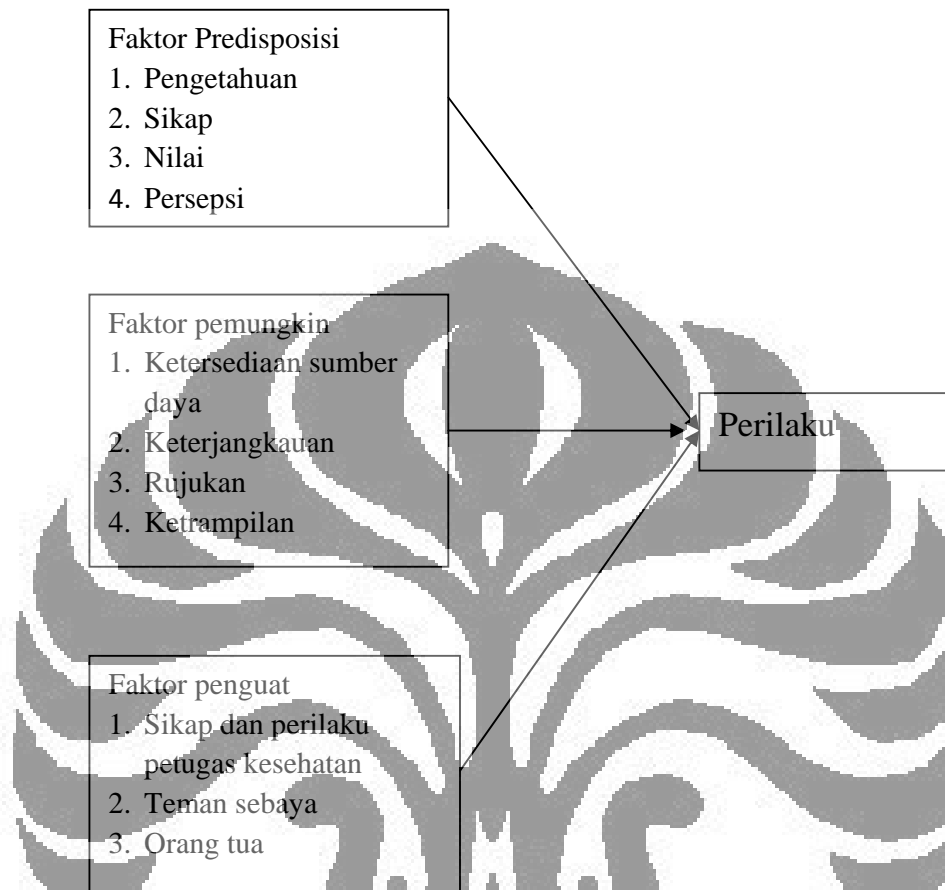 Faktor Predisposisi
1. Pengetahuan
2. Sikap
3. Nilai
4. Persepsi
Faktor pemungkin
1. Ketersediaan sumber
daya
2. Keterjangkauan
3. Rujukan
4. Ketrampilan
Perilaku
Faktor penguat
1. Sikap dan perilaku
petugas kesehatan
2. Teman sebaya
3. Orang tua